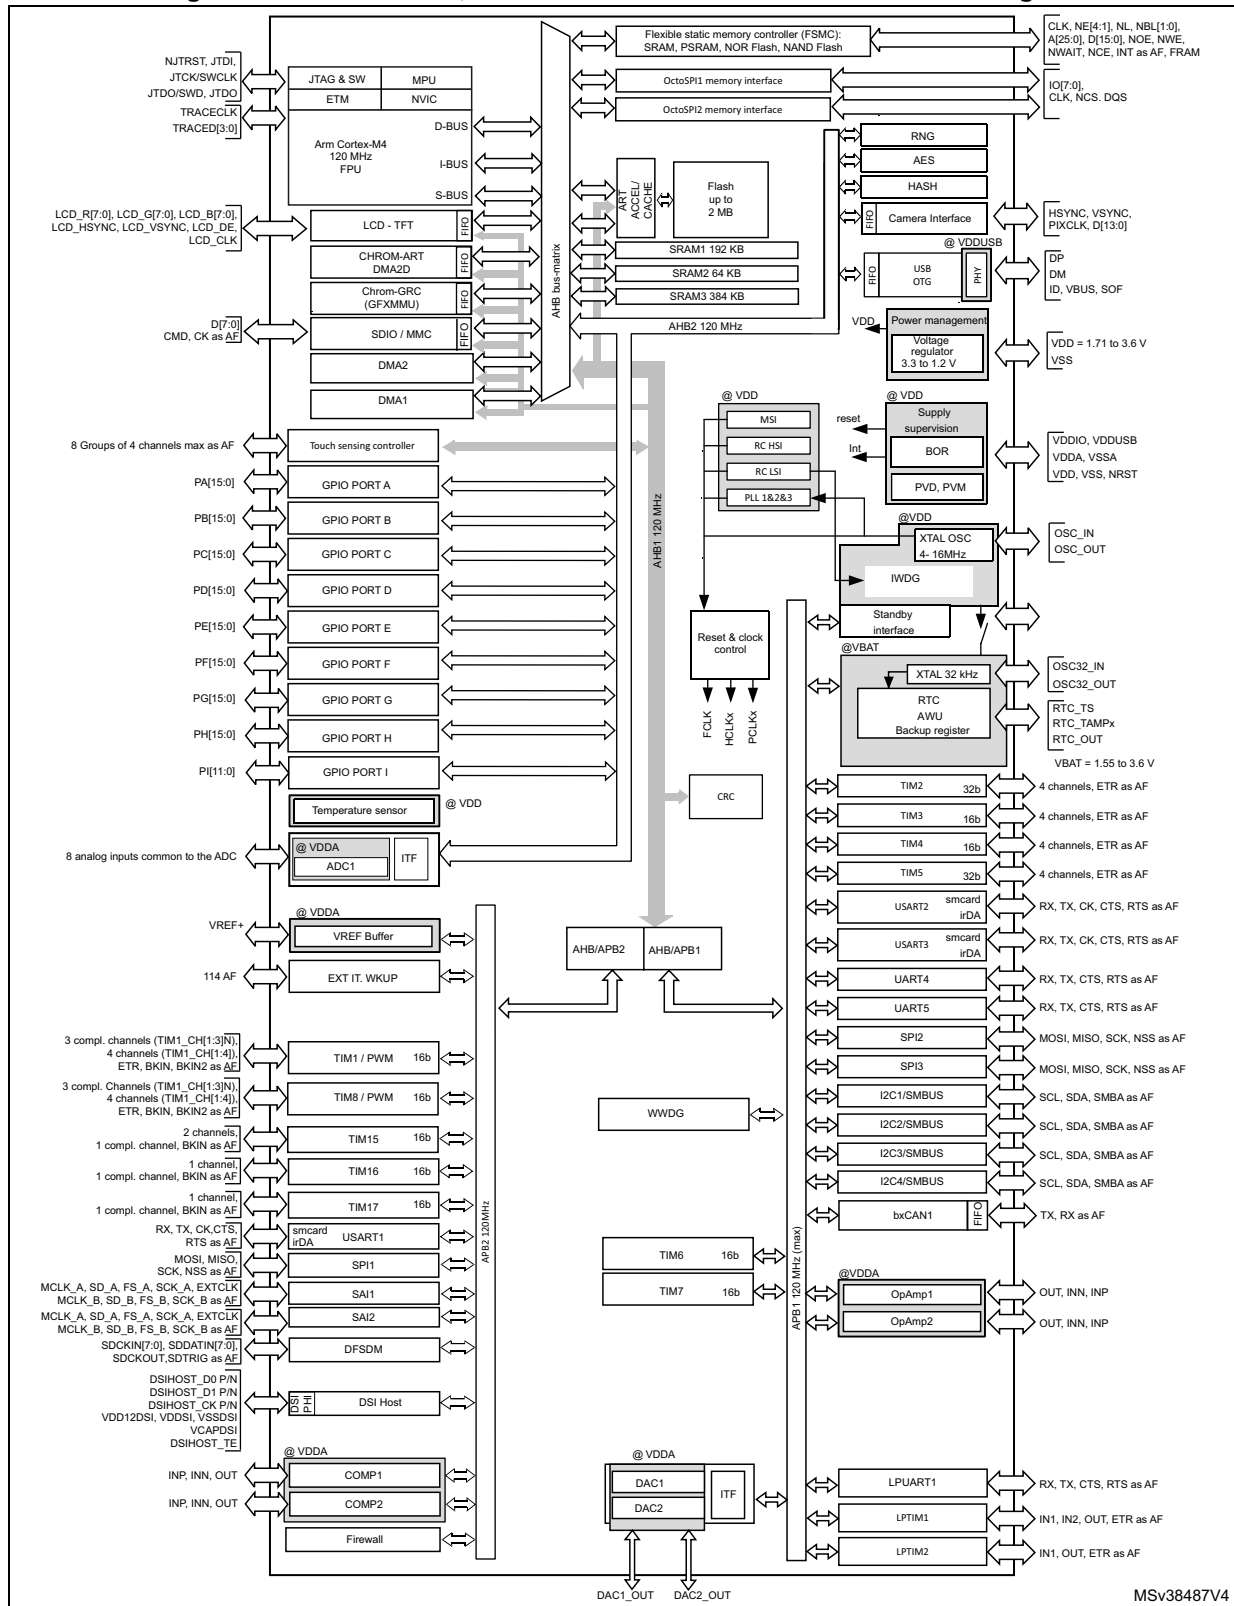 CLK, NE[4:1], NL, NBL[1:0],
A[25:0], D[15:0], NOE, NWE,
NWAIT, NCE, INT as AF, FRAM
Flexible static memory controller (FSMC):
SRAM, PSRAM, NOR Flash, NAND Flash
NJTRST, JTDI,
JTCK/SWCLK
JTDO/SWD, JTDO
TRACECLK
TRACED[3:0]
JTAG & SW
MPU
ETM
NVIC
Arm Cortex-M4
120 MHz
FPU
D-BUS
I-BUS
S-BUS
OctoSPI1 memory interface
OctoSPI2 memory interface
IO[7:0],
CLK, NCS. DQS
RNG
AES
HASH
FIFO
Camera Interface
HSYNC, VSYNC,
PIXCLK, D[13:0]
@ VDDUSB
FIFO
USB
OTG
PHY
DP
DM
ID, VBUS, SOF
ART
ACCEL/
CACHE
Flash
up to
2 MB
SRAM1 192 KB
SRAM2 64 KB
SRAM3 384 KB
AHB bus-matrix
AHB2 120 MHz
LCD_R[7:0], LCD_G[7:0], LCD_B[7:0],
LCD_HSYNC, LCD_VSYNC, LCD_DE,
LCD_CLK
LCD - TFT
FIFO
CHROM-ART
DMA2D
FIFO
Chrom-GRC
(GFXMMU)
FIFO
D[7:0]
CMD, CK as AF
SDIO / MMC
FIFO
DMA2
DMA1
VDD
Power management
Voltage
regulator
3.3 to 1.2 V
VDD = 1.71 to 3.6 V
VSS
@ VDD
MSI
RC HSI
RC LSI
PLL 1&2&3
@ VDD
reset
Int
Supply
supervision
BOR
PVD, PVM
VDDIO, VDDUSB
VDDA, VSSA
VDD, VSS, NRST
8 Groups of 4 channels max as AF
Touch sensing controller
PA[15:0]
GPIO PORT A
PB[15:0]
GPIO PORT B
PC[15:0]
GPIO PORT C
PD[15:0]
GPIO PORT D
PE[15:0]
GPIO PORT E
PF[15:0]
GPIO PORT F
PG[15:0]
GPIO PORT G
PH[15:0]
GPIO PORT H
PI[11:0]
GPIO PORT I
AHB1 120 MHz
@VDD
XTAL OSC
4- 16MHz
IWDG
OSC_IN
OSC_OUT
Standby
interface
Reset & clock
control
FCLK
HCLKx
PCLKx
@VBAT
XTAL 32 kHz
RTC
AWU
Backup register
OSC32_IN
OSC32_OUT
RTC_TS
RTC_TAMPx
RTC_OUT
VBAT = 1.55 to 3.6 V
Temperature sensor
@ VDD
CRC
8 analog inputs common to the ADC
@ VDDA
ADC1
ITF
VREF+
@ VDDA
VREF Buffer
114 AF
EXT IT. WKUP
AHB/APB2
AHB/APB1
TIM2
32b
4 channels, ETR as AF
TIM3
16b
4 channels, ETR as AF
TIM4
16b
4 channels, ETR as AF
TIM5
32b
4 channels, ETR as AF
USART2
smcard
irDA
RX, TX, CK, CTS, RTS as AF
USART3
smcard
irDA
RX, TX, CK, CTS, RTS as AF
UART4
RX, TX, CTS, RTS as AF
UART5
RX, TX, CTS, RTS as AF
SPI2
MOSI, MISO, SCK, NSS as AF
SPI3
MOSI, MISO, SCK, NSS as AF
I2C1/SMBUS
SCL, SDA, SMBA as AF
I2C2/SMBUS
SCL, SDA, SMBA as AF
I2C3/SMBUS
SCL, SDA, SMBA as AF
I2C4/SMBUS
SCL, SDA, SMBA as AF
bxCAN1
FIFO
TX, RX as AF
3 compl. channels (TIM1_CH[1:3]N),
4 channels (TIM1_CH[1:4]),
ETR, BKIN, BKIN2 as AF
TIM1 / PWM
16b
3 compl. Channels (TIM1_CH[1:3]N),
4 channels (TIM1_CH[1:4]),
ETR, BKIN, BKIN2 as AF
TIM8 / PWM
16b
2 channels,
1 compl. channel, BKIN as AF
TIM15
16b
1 channel,
1 compl. channel, BKIN as AF
TIM16
16b
1 channel,
1 compl. channel, BKIN as AF
TIM17
16b
RX, TX, CK,CTS,
RTS as AF
smcard
irDA
USART1
MOSI, MISO,
SCK, NSS as AF
SPI1
MCLK_A, SD_A, FS_A, SCK_A, EXTCLK
MCLK_B, SD_B, FS_B, SCK_B as AF
SAI1
MCLK_A, SD_A, FS_A, SCK_A, EXTCLK
MCLK_B, SD_B, FS_B, SCK_B as AF
SAI2
SDCKIN[7:0], SDDATIN[7:0],
SDCKOUT,SDTRIG as AF
DFSDM
DSIHOST_D0 P/N
DSIHOST_D1 P/N
DSIHOST_CK P/N
VDD12DSI, VDDSI, VSSDSI
VCAPDSI
DSIHOST_TE
DSI
PHI
DSI Host
APB2 120MHz
WWDG
TIM6
16b
TIM7
16b
APB1 120 MHz (max)
@VDDA
OpAmp1
OUT, INN, INP
OpAmp2
OUT, INN, INP
@ VDDA
INP, INN, OUT
COMP1
INP, INN, OUT
COMP2
Firewall
@ VDDA
DAC1
DAC2
ITF
DAC1_OUT
DAC2_OUT
LPUART1
RX, TX, CTS, RTS as AF
LPTIM1
IN1, IN2, OUT, ETR as AF
LPTIM2
IN1, OUT, ETR as AF
MSv38487V4